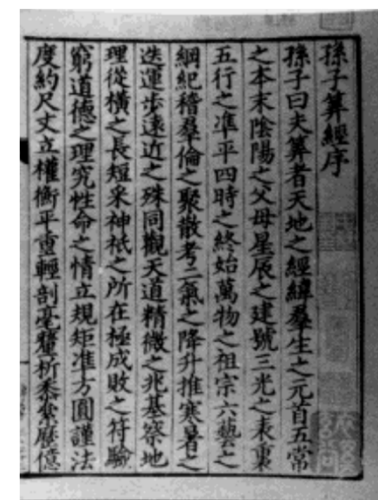 孫子算經序
孫子曰夫算者天地之經緯羣生之元首五常
之本末陰陽之父母星辰之建號三光之表裏
五行之準平四時之終始萬物之祖宗六藝之
綱紀稽羣倫之聚散考二氣之降升推寒暑之
迭運步遠近之殊同觀天道精微之兆基察地
理從橫之長短采神祇之所在極成敗之符驗
窮道德之理究性命之情立規矩准方圓謹法
度約尺丈立權衡平重輕剖毫釐析黍絫歷億